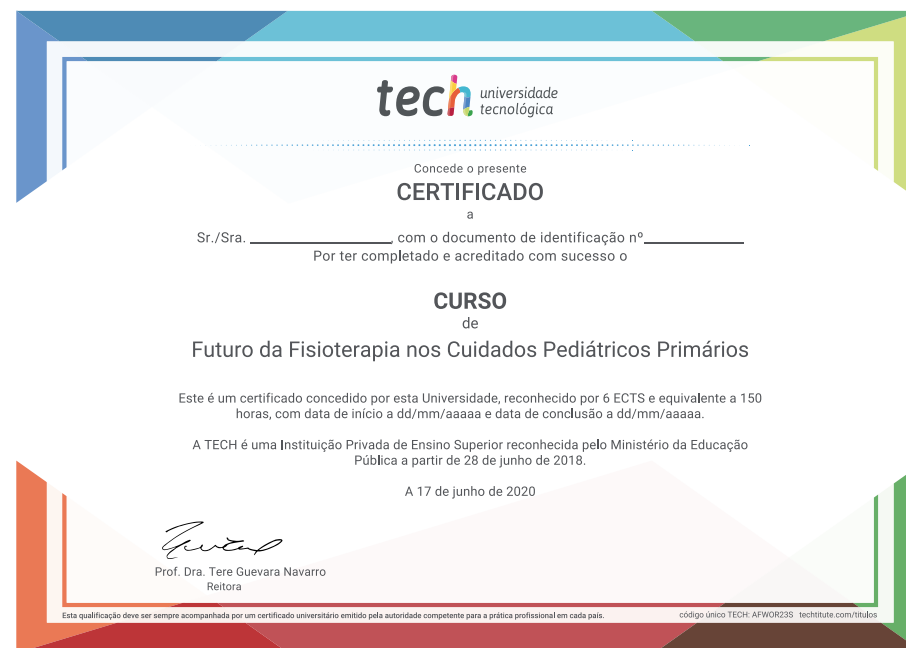 tech universidade
tecnológica
Concede o presente
CERTIFICADO
a
Sr./Sra. ________________, com o documento de identificação nº____________
Por ter completado e acreditado com sucesso o
CURSO
de
Futuro da Fisioterapia nos Cuidados Pediátricos Primários
Este é um certificado concedido por esta Universidade, reconhecido por 6 ECTS e equivalente a 150
horas, com data de início a dd/mm/aaaaa e data de conclusão a dd/mm/aaaaa.
A TECH é uma Instituição Privada de Ensino Superior reconhecida pelo Ministério da Educação
Pública a partir de 28 de junho de 2018.
A 17 de junho de 2020
Prof. Dra. Tere Guevara Navarro
Reitora
Esta qualificação deve ser sempre acompanhada por um certificado universitário emitido pela autoridade competente para a prática profissional em cada país.
código único TECH: AFWOR23S techtitute.com/titulos